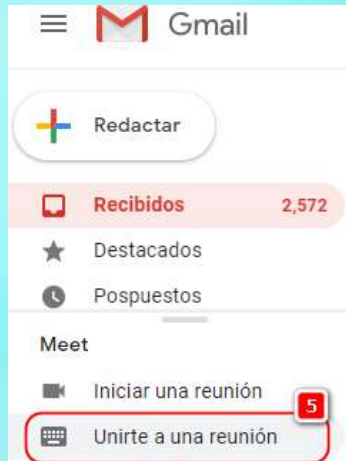 Gmail
Redactar
Recibidos 2,572
Destacados
Pospuestos
Meet
Iniciar una reunión
5
Unirte a una reunión